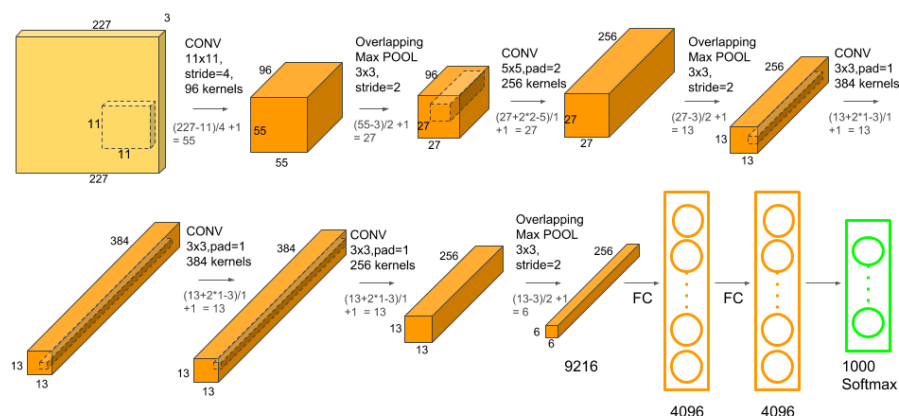 227
3
11
11
227
CONV
11x11,
stride=4,
96 kernels
(227-11)/4 +1
= 55
96
55
55
Overlapping
Max POOL
3x3,
stride=2
(55-3)/2 +1
= 27
96
27
27
CONV
5x5,pad=2
256 kernels
(27+2*2-5)/1
+1 = 27
256
27
27
Overlapping
Max POOL
3x3,
stride=2
(27-3)/2 +1
= 13
256
13
13
CONV
3x3,pad=1
384 kernels
(13+2*1-3)/1
+1 = 13
384
13
13
CONV
3x3,pad=1
384 kernels
(13+2*1-3)/1
+1 = 13
384
13
13
CONV
3x3,pad=1
256 kernels
(13+2*1-3)/1
+1 = 13
256
13
13
Overlapping
Max POOL
3x3,
stride=2
(13-3)/2 +1
= 6
256
6
6
9216
FC
4096
FC
4096
1000
Softmax